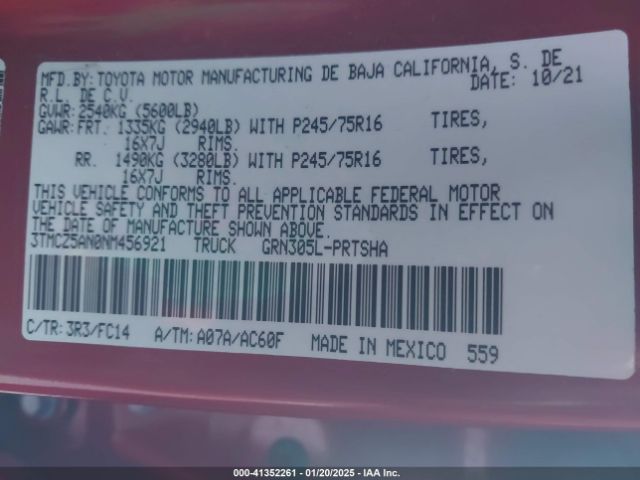 MFD. BY: TOYOTA MOTOR MANUFACTURING DE BAJA CALIFORNIA, S. DE
R.L. DE C.V. DATE: 10/21
GVWR: 2540KG (5600LB)
GAWR: FRT. 1335KG (2940LB) WITH P245/75R16 TIRES,
16X7J RIMS.
RR. 1490KG (3280LB) WITH P245/75R16 TIRES,
16X7J RIMS.
THIS VEHICLE CONFORMS TO ALL APPLICABLE FEDERAL MOTOR
VEHICLE SAFETY AND THEFT PREVENTION STANDARDS IN EFFECT ON
THE DATE OF MANUFACTURE SHOWN ABOVE.
3TMCZ5AN0NM456921 TRUCK GRN305L-PRTSHA
C/TR: 3R3/FC14 A/TM: A07A/AC60F MADE IN MEXICO 559
000-41352261 - 01/20/2025 - IAA Inc.